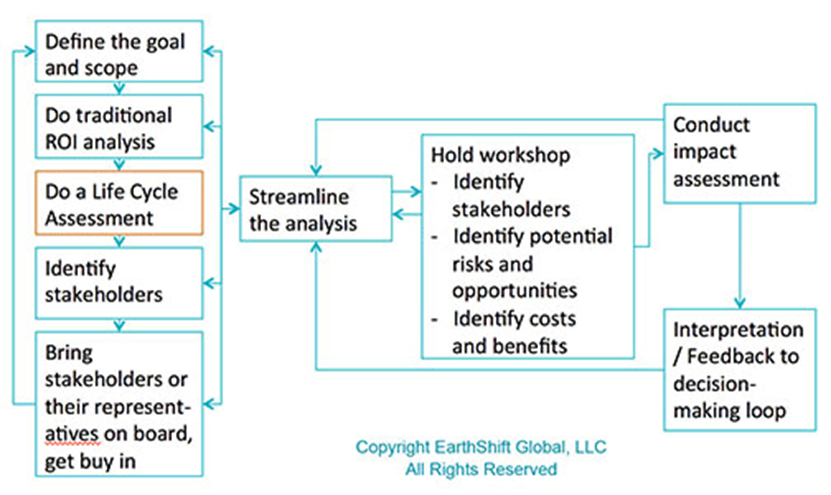 Define the goal
and scope
Do traditional
ROI analysis
Do a Life Cycle
Assessment
Identify
stakeholders
Bring
stakeholders or
their represent-
atives on board,
get buy in
Streamline
the analysis
Hold workshop
- Identify
stakeholders
- Identify potential
risks and
opportunities
- Identify costs
and benefits
Conduct
impact
assessment
Interpretation
/ Feedback to
decision-
making loop
Copyright EarthShift Global, LLC
All Rights Reserved